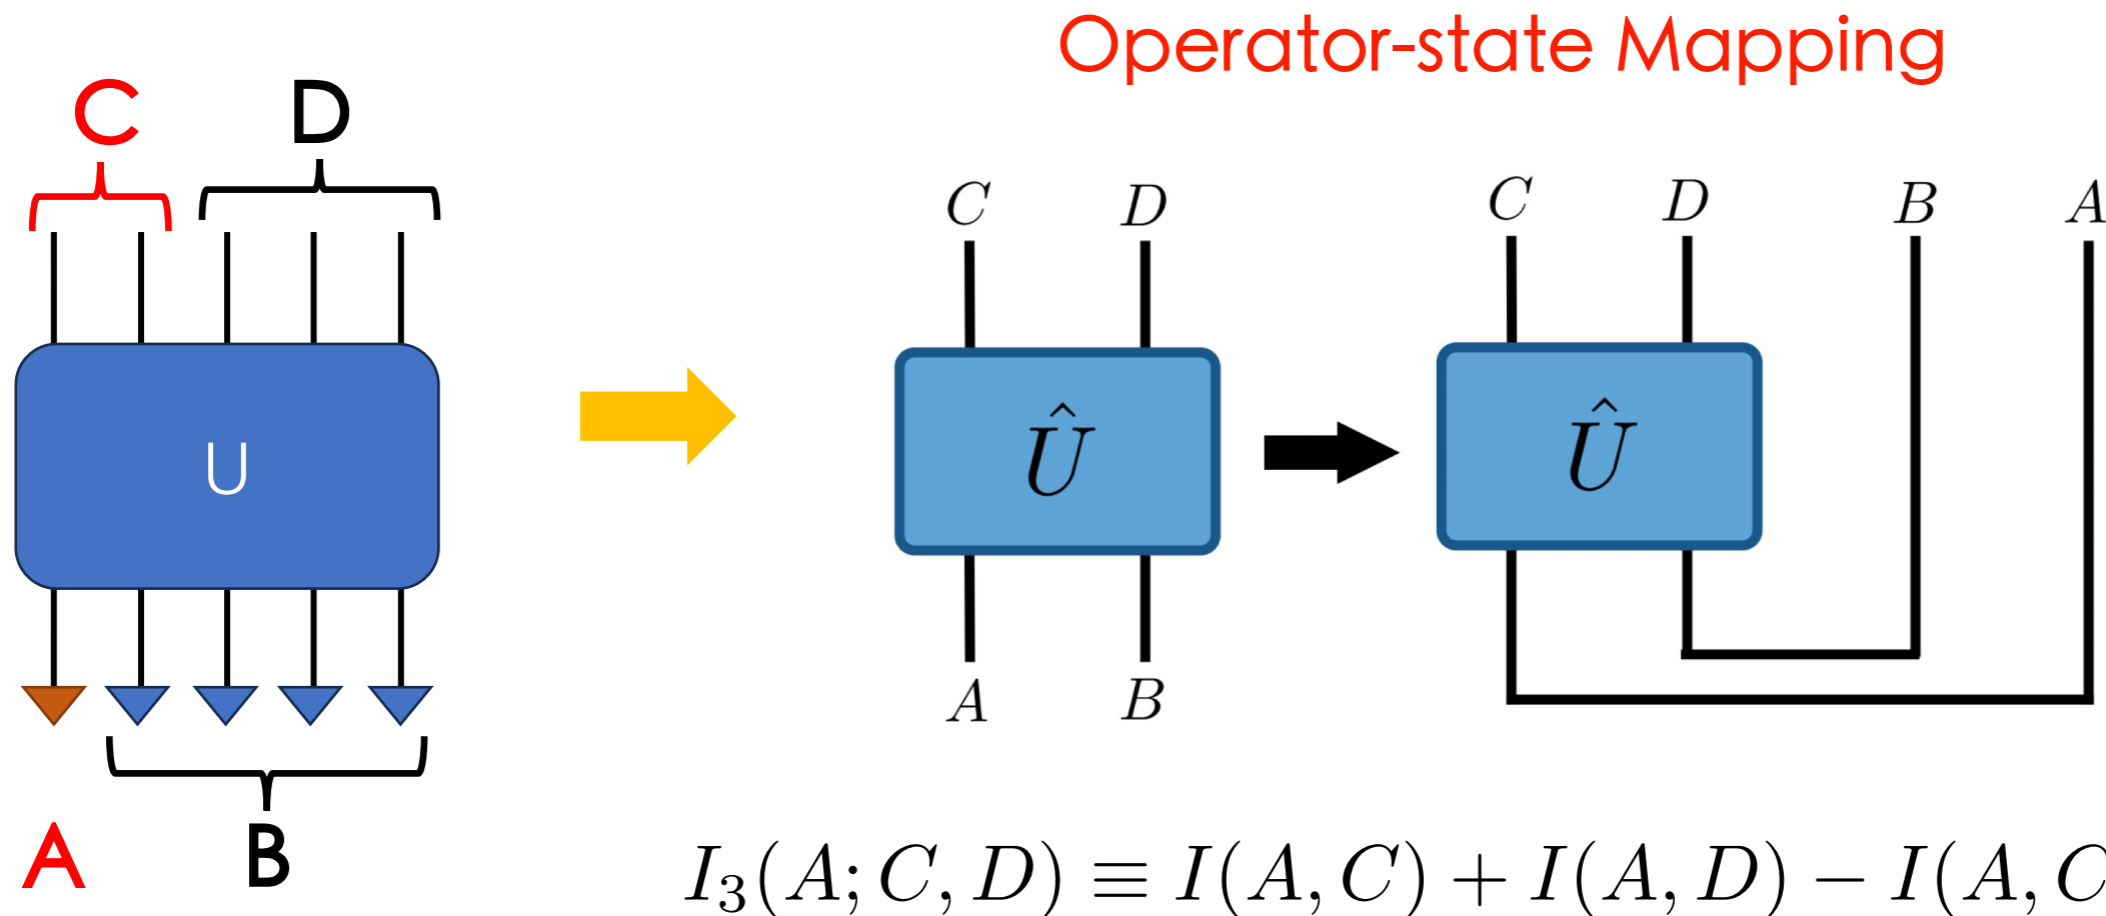 Operator-state Mapping
C D
C D
C D B A
U
Û
Û
A B
A B
I₃(A; C, D) ≡ I(A, C) + I(A, D) − I(A, C